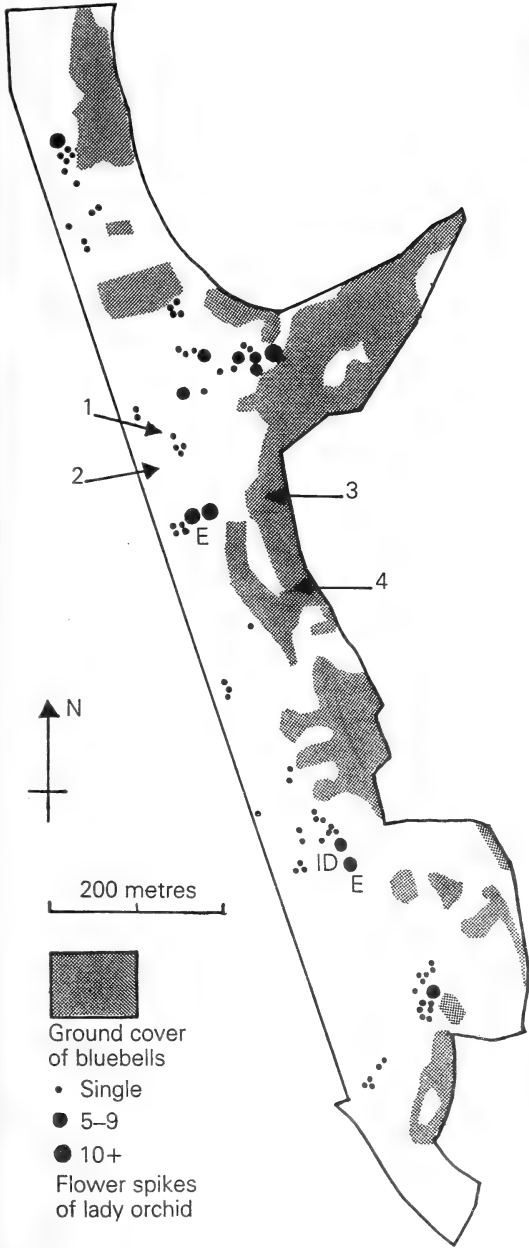 1
2
3
E
4
N
ID
E
200 metres
Ground cover
of bluebells
Single
5–9
10+
Flower spikes
of lady orchid